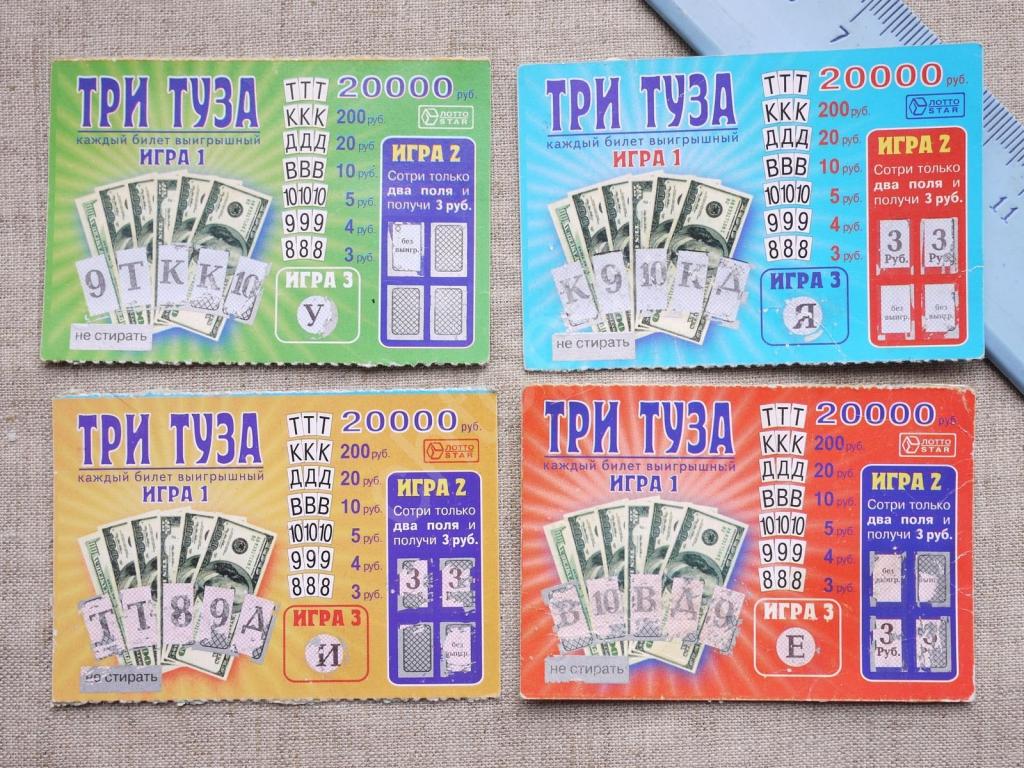 ТРИ ТУЗА
каждый билет выигрышный
ИГРА 1
ТТТ 20000 руб.
ККК 200 руб.
ДДД 20 руб.
ВВВ 10 руб.
101010 5 руб.
999 4 руб.
888 3 руб.
ЛОТТО
STAR
ИГРА 2
Сотри только
два поля и
получи 3 руб.
без
выигр.
9 Т К К 10
не стирать
ИГРА 3
У
ТРИ ТУЗА
каждый билет выигрышный
ИГРА 1
ТТТ 20000 руб.
ККК 200 руб.
ДДД 20 руб.
ВВВ 10 руб.
101010 5 руб.
999 4 руб.
888 3 руб.
ЛОТТО
STAR
ИГРА 2
Сотри только
два поля и
получи 3 руб.
3 3
Руб. Руб.
без без
выигр. выигр.
К 9 10 К Д
не стирать
ИГРА 3
Я
ТРИ ТУЗА
каждый билет выигрышный
ИГРА 1
ТТТ 20000 руб.
ККК 200 руб.
ДДД 20 руб.
ВВВ 10 руб.
101010 5 руб.
999 4 руб.
888 3 руб.
ЛОТТО
STAR
ИГРА 2
Сотри только
два поля и
получи 3 руб.
3 3
без
выигр.
Т Т 8 9 Д
не стирать
ИГРА 3
И
ТРИ ТУЗА
каждый билет выигрышный
ИГРА 1
ТТТ 20000 руб.
ККК 200 руб.
ДДД 20 руб.
ВВВ 10 руб.
101010 5 руб.
999 4 руб.
888 3 руб.
ЛОТТО
STAR
ИГРА 2
Сотри только
два поля и
получи 3 руб.
без
выигр. выигр.
3 3
Руб. Руб.
В 10 В Д 9
не стирать
ИГРА 3
Е
7
9
11